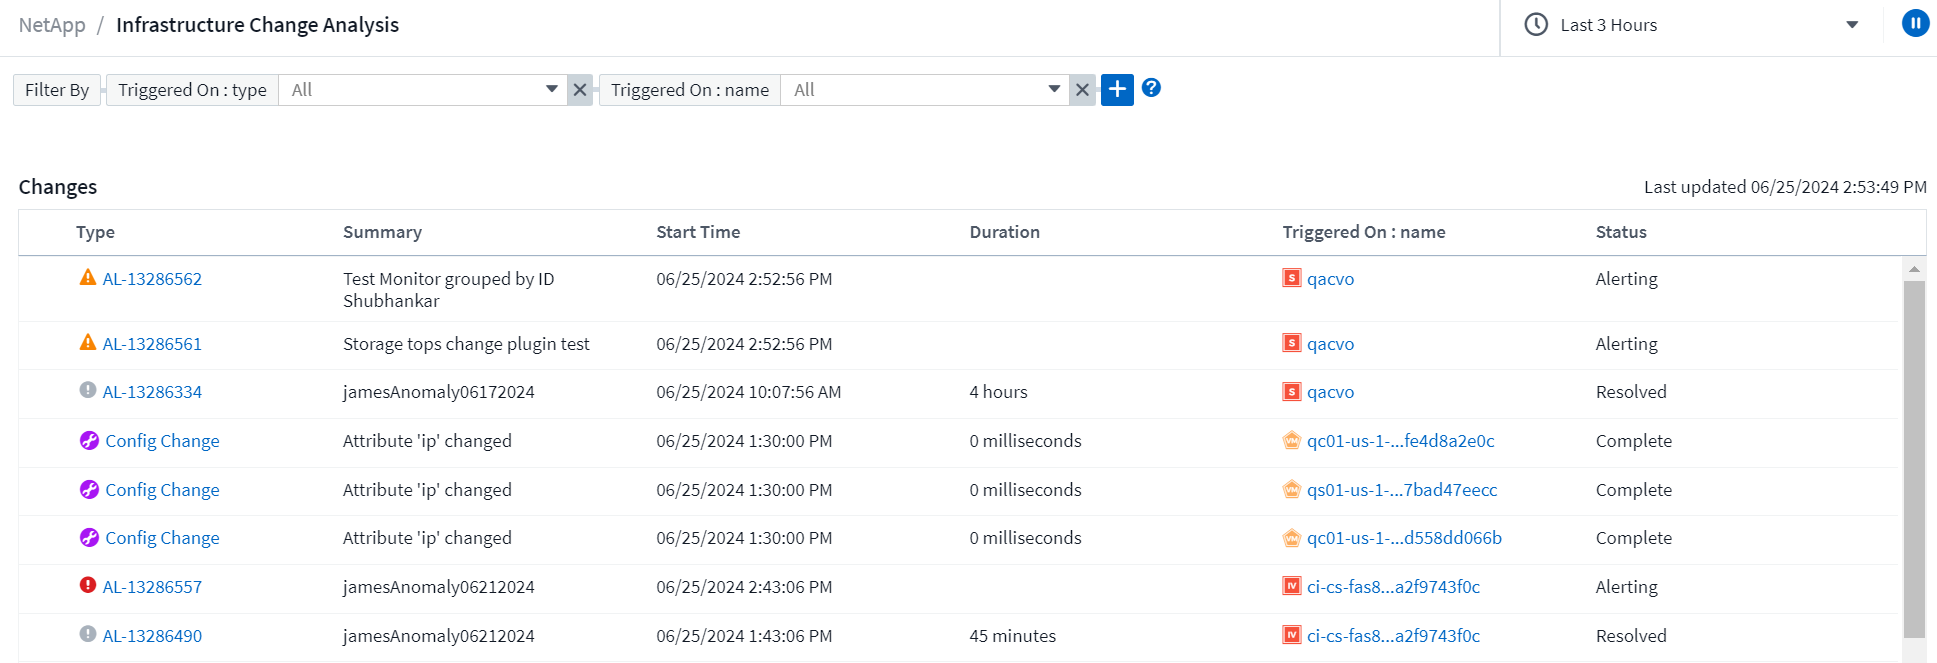 NetApp / Infrastructure Change Analysis
Last 3 Hours
Filter By Triggered On : type All Triggered On : name All
Changes
Last updated 06/25/2024 2:53:49 PM
Type Summary Start Time Duration Triggered On : name Status
AL-13286562 Test Monitor grouped by ID 06/25/2024 2:52:56 PM S qacvo Alerting
Shubhankar
AL-13286561 Storage tops change plugin test 06/25/2024 2:52:56 PM S qacvo Alerting
AL-13286334 jamesAnomaly06172024 06/25/2024 10:07:56 AM 4 hours S qacvo Resolved
Config Change Attribute 'ip' changed 06/25/2024 1:30:00 PM 0 milliseconds VM qc01-us-1-...fe4d8a2e0c Complete
Config Change Attribute 'ip' changed 06/25/2024 1:30:00 PM 0 milliseconds VM qs01-us-1-...7bad47eecc Complete
Config Change Attribute 'ip' changed 06/25/2024 1:30:00 PM 0 milliseconds VM qc01-us-1-...d558dd066b Complete
AL-13286557 jamesAnomaly06212024 06/25/2024 2:43:06 PM IV ci-cs-fas8...a2f9743f0c Alerting
AL-13286490 jamesAnomaly06212024 06/25/2024 1:43:06 PM 45 minutes IV ci-cs-fas8...a2f9743f0c Resolved